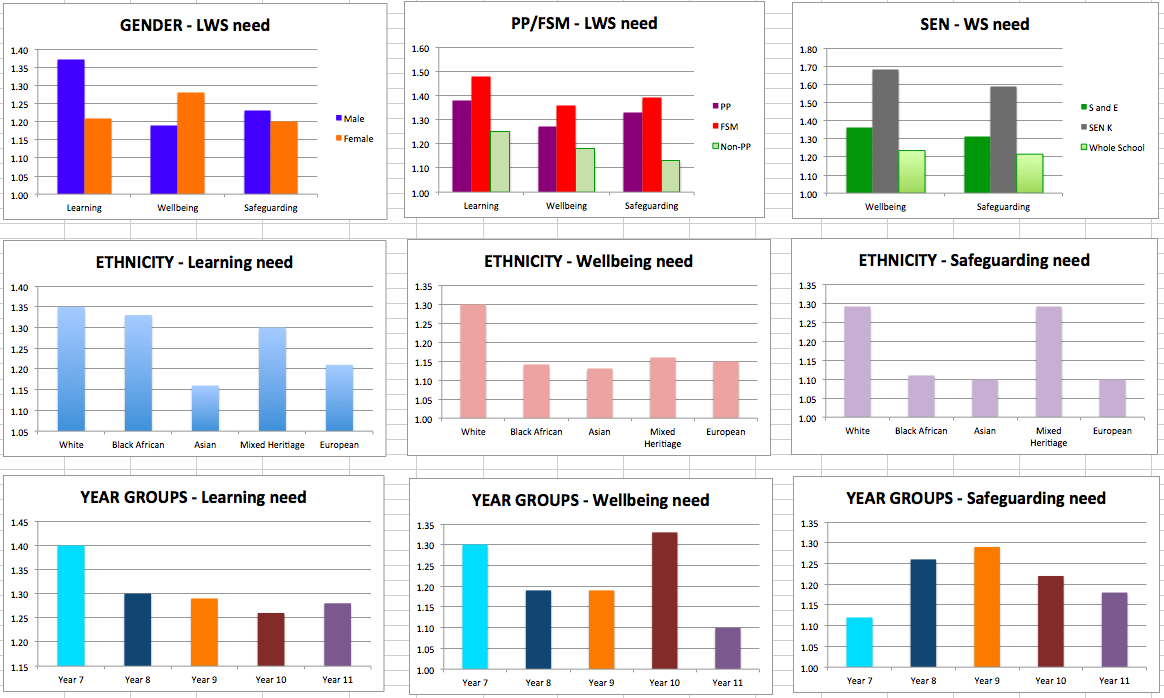 GENDER - LWS need
1.40
1.35
1.30
1.25
1.20
1.15
1.10
1.05
1.00
Learning Wellbeing Safeguarding
Male
Female
PP/FSM - LWS need
1.60
1.50
1.40
1.30
1.20
1.10
1.00
Learning Wellbeing Safeguarding
PP
FSM
Non-PP
SEN - WS need
1.80
1.70
1.60
1.50
1.40
1.30
1.20
1.10
1.00
Wellbeing Safeguarding
S and E
SEN K
Whole School
ETHNICITY - Learning need
1.40
1.35
1.30
1.25
1.20
1.15
1.10
1.05
White Black African Asian Mixed Heritiage European
ETHNICITY - Wellbeing need
1.35
1.30
1.25
1.20
1.15
1.10
1.05
1.00
White Black African Asian Mixed European
Heritiage
ETHNICITY - Safeguarding need
1.35
1.30
1.25
1.20
1.15
1.10
1.05
1.00
White Black African Asian Mixed European
Heritiage
YEAR GROUPS - Learning need
1.45
1.40
1.35
1.30
1.25
1.20
1.15
Year 7 Year 8 Year 9 Year 10 Year 11
YEAR GROUPS - Wellbeing need
1.35
1.30
1.25
1.20
1.15
1.10
1.05
1.00
Year 7 Year 8 Year 9 Year 10 Year 11
YEAR GROUPS - Safeguarding need
1.35
1.30
1.25
1.20
1.15
1.10
1.05
1.00
Year 7 Year 8 Year 9 Year 10 Year 11